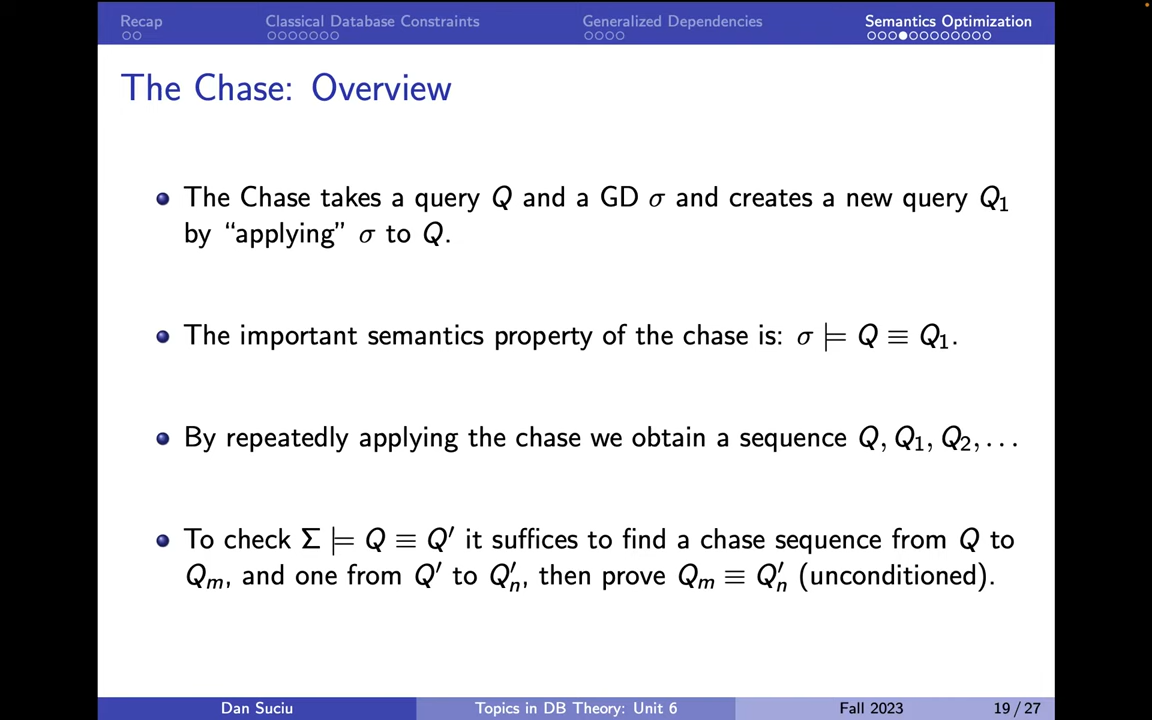 Recap
Classical Database Constraints
Generalized Dependencies
Semantics Optimization
The Chase: Overview
The Chase takes a query Q and a GD σ and creates a new query Q₁
by “applying” σ to Q.
The important semantics property of the chase is: σ ⊨ Q ≡ Q₁.
By repeatedly applying the chase we obtain a sequence Q, Q₁, Q₂, . . .
To check Σ ⊨ Q ≡ Q′ it suffices to find a chase sequence from Q to
Qₘ, and one from Q′ to Q′ₙ, then prove Qₘ ≡ Q′ₙ (unconditioned).
Dan Suciu
Topics in DB Theory: Unit 6
Fall 2023
19 / 27